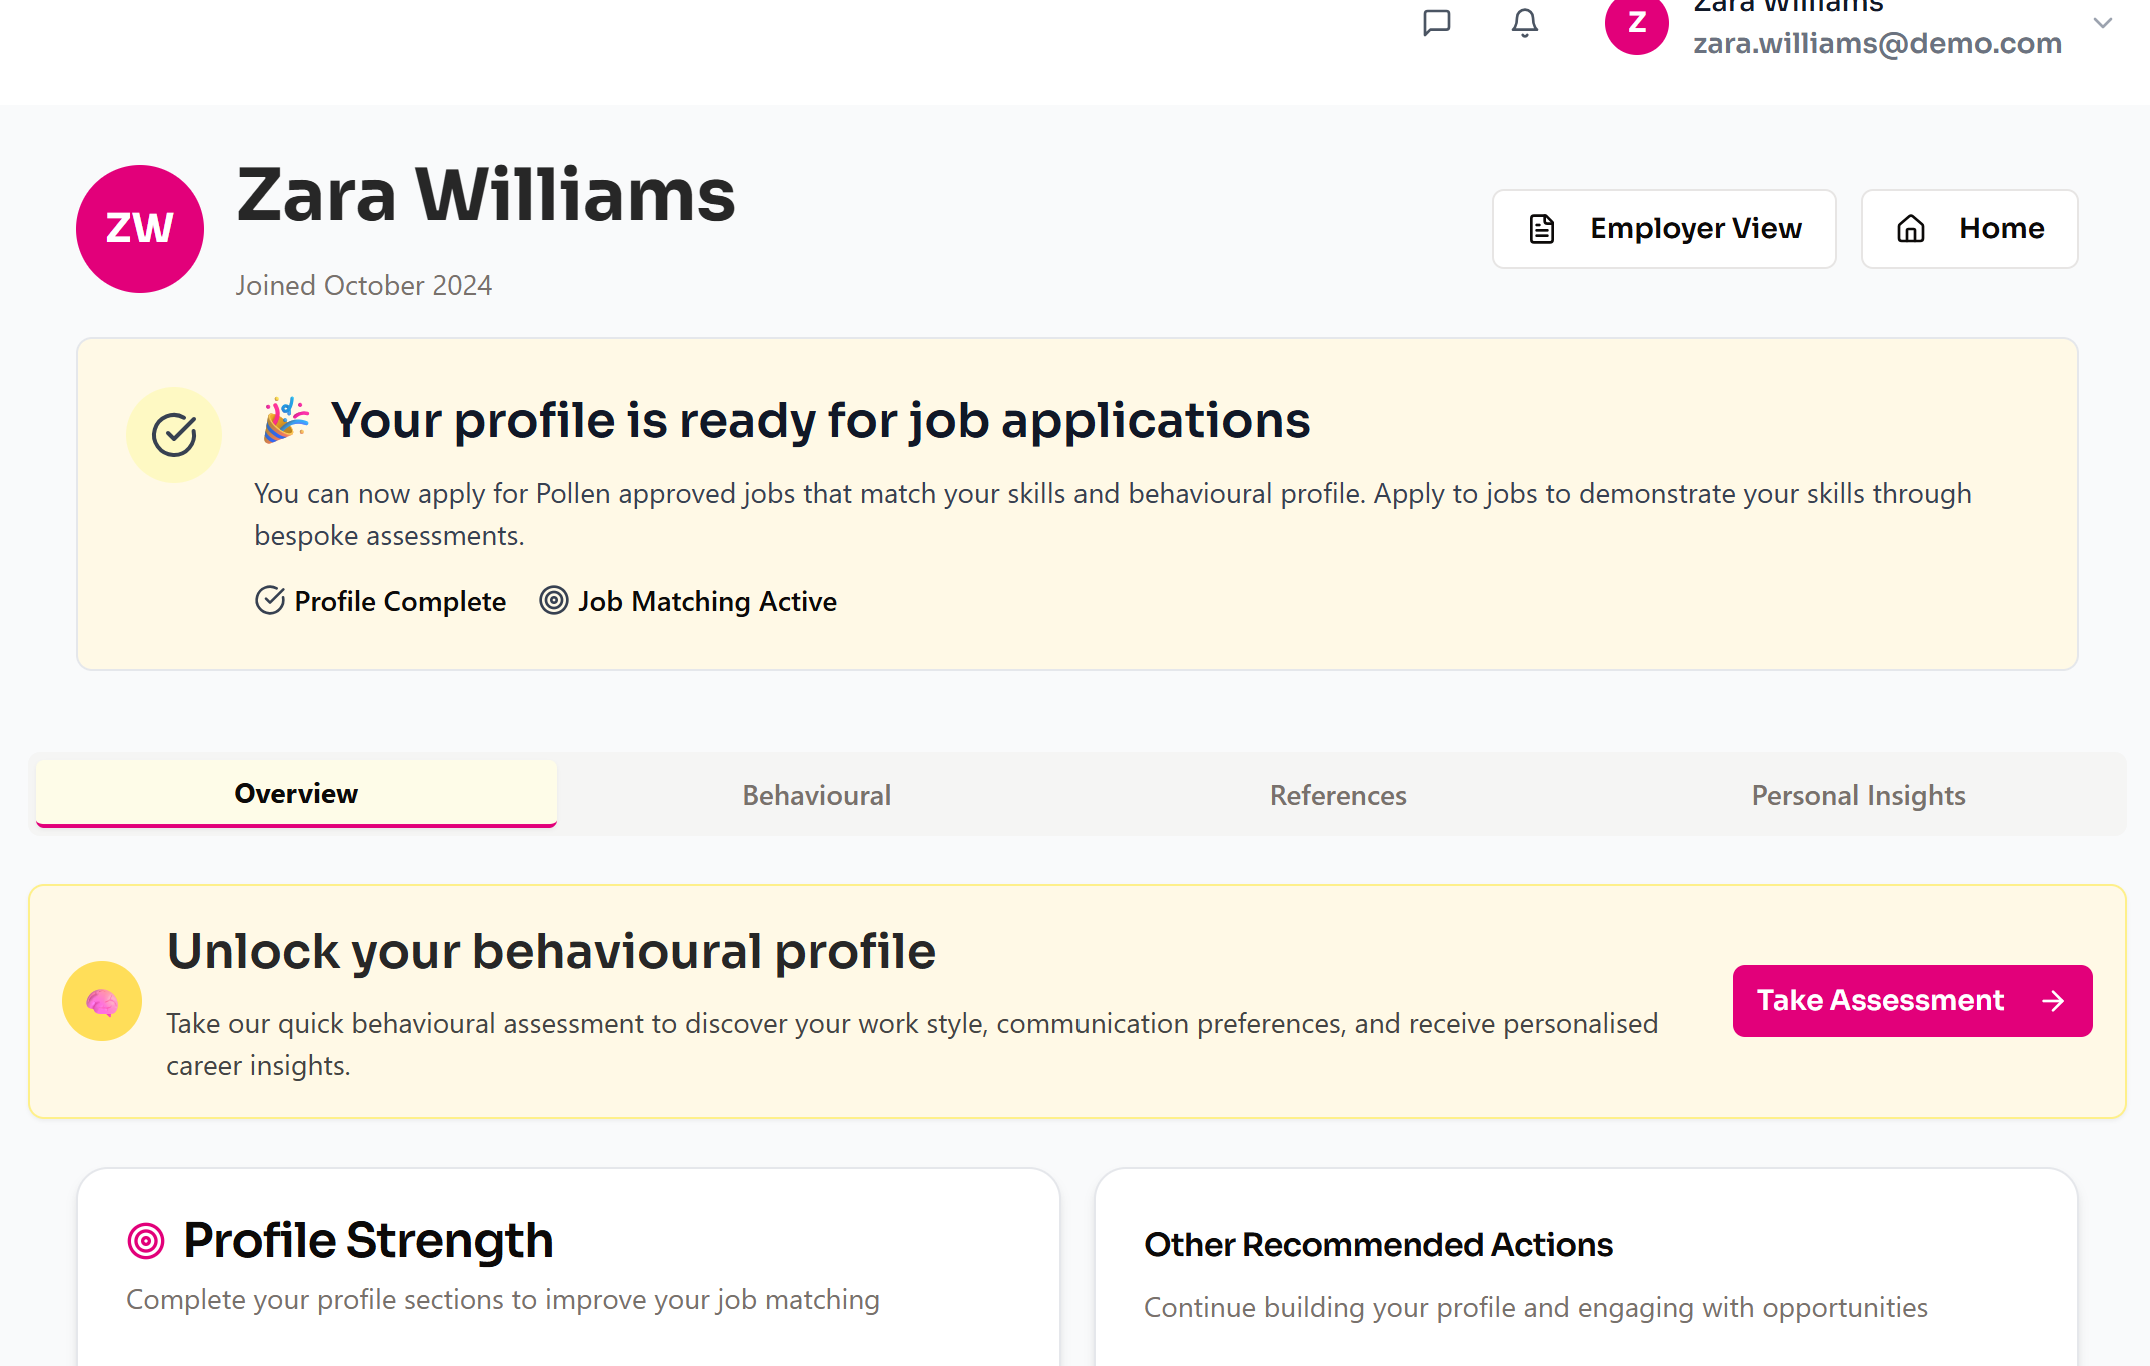 Zara Williams
Z
zara.williams@demo.com
ZW
Zara Williams
Joined October 2024
Employer View
Home
Your profile is ready for job applications
You can now apply for Pollen approved jobs that match your skills and behavioural profile. Apply to jobs to demonstrate your skills through
bespoke assessments.
Profile Complete
Job Matching Active
Overview
Behavioural
References
Personal Insights
Unlock your behavioural profile
Take our quick behavioural assessment to discover your work style, communication preferences, and receive personalised
career insights.
Take Assessment
Profile Strength
Complete your profile sections to improve your job matching
Other Recommended Actions
Continue building your profile and engaging with opportunities